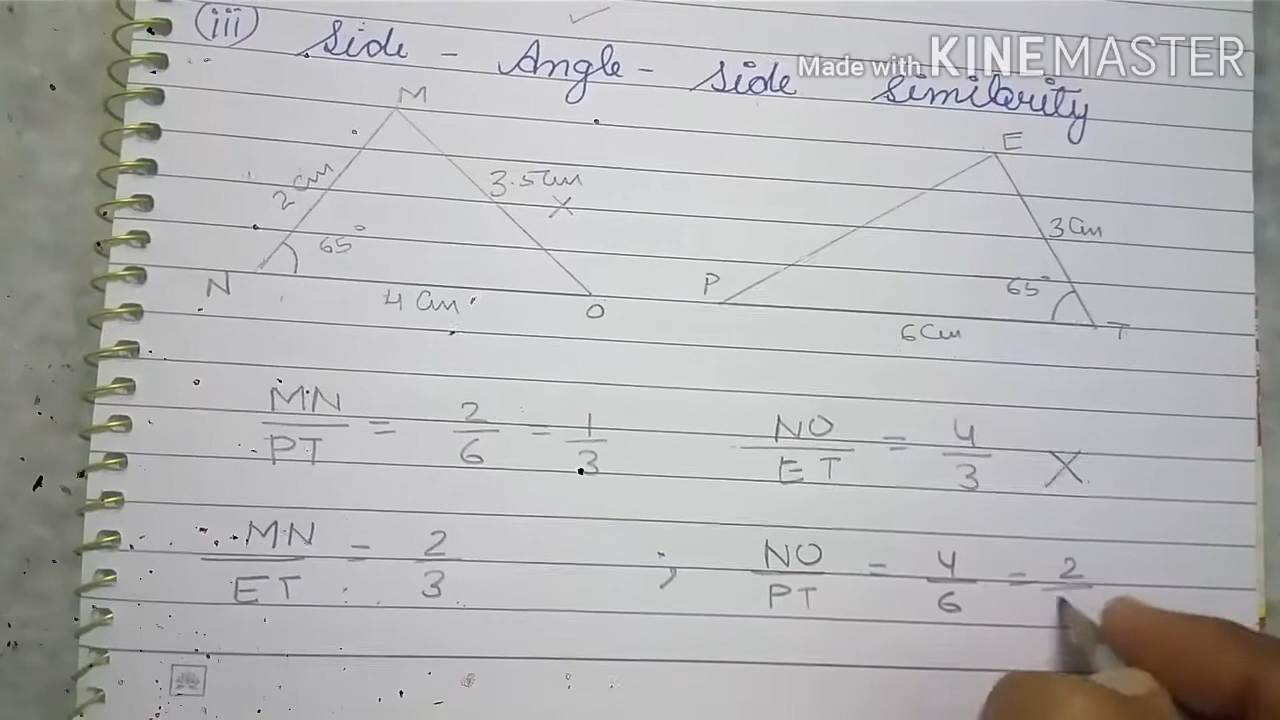 (iii) Side - Angle - Side similarity
Made with KINEMASTER
M
E
2 cm
3.5cm
X
3 Cm
65°
65°
N
4 Cm
O
P
6 Cm
T
MN/PT = 2/6 = 1/3
NO/ET = 4/3 X
MN/ET = 2/3 ; NO/PT = 4/6 = 2/